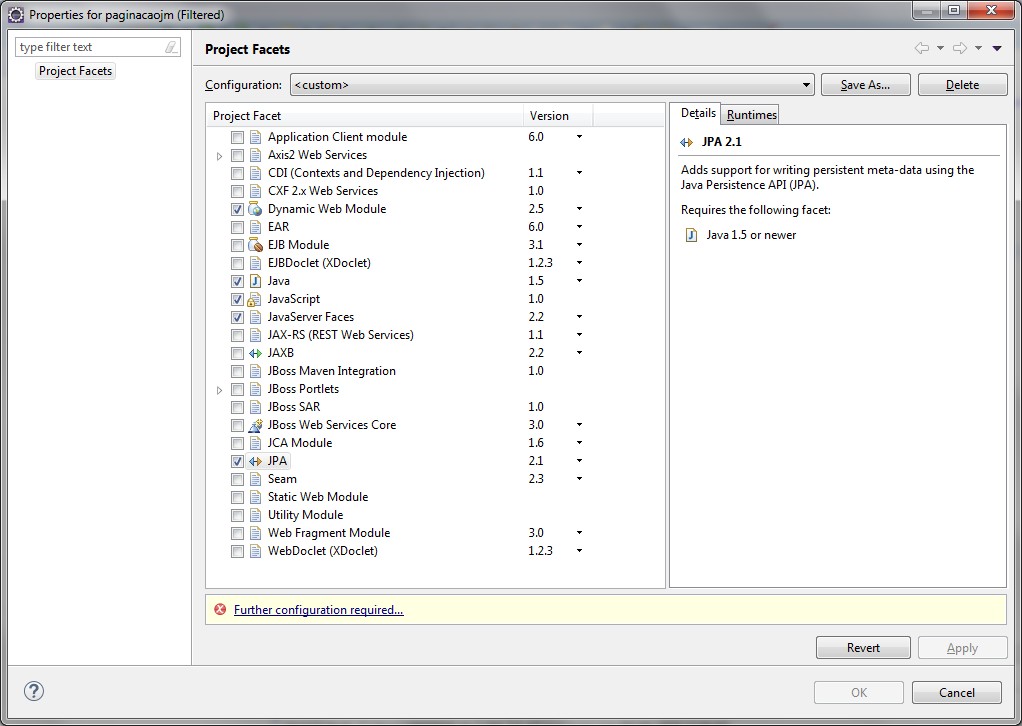 Properties for paginacaojm (Filtered)
type filter text
Project Facets
Project Facets
Configuration: <custom> Save As... Delete
Project Facet Version
Application Client module 6.0
Axis2 Web Services
CDI (Contexts and Dependency Injection) 1.1
CXF 2.x Web Services 1.0
Dynamic Web Module 2.5
EAR 6.0
EJB Module 3.1
EJBDoclet (XDoclet) 1.2.3
Java 1.5
JavaScript 1.0
JavaServer Faces 2.2
JAX-RS (REST Web Services) 1.1
JAXB 2.2
JBoss Maven Integration 1.0
JBoss Portlets
JBoss SAR 1.0
JBoss Web Services Core 3.0
JCA Module 1.6
JPA 2.1
Seam 2.3
Static Web Module
Utility Module
Web Fragment Module 3.0
WebDoclet (XDoclet) 1.2.3
Details Runtimes
JPA 2.1
Adds support for writing persistent meta-data using the
Java Persistence API (JPA).
Requires the following facet:
Java 1.5 or newer
Further configuration required...
Revert Apply
? OK Cancel